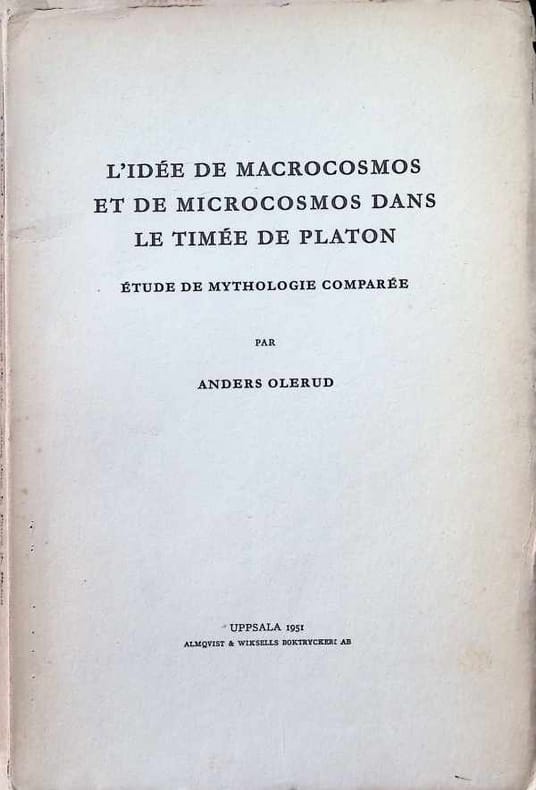 L'IDÉE DE MACROCOSMOS
ET DE MICROCOSMOS DANS
LE TIMÉE DE PLATON
ÉTUDE DE MYTHOLOGIE COMPARÉE
PAR
ANDERS OLERUD
UPPSALA 1951
ALMQVIST & WIKSELLS BOKTRYCKERI AB